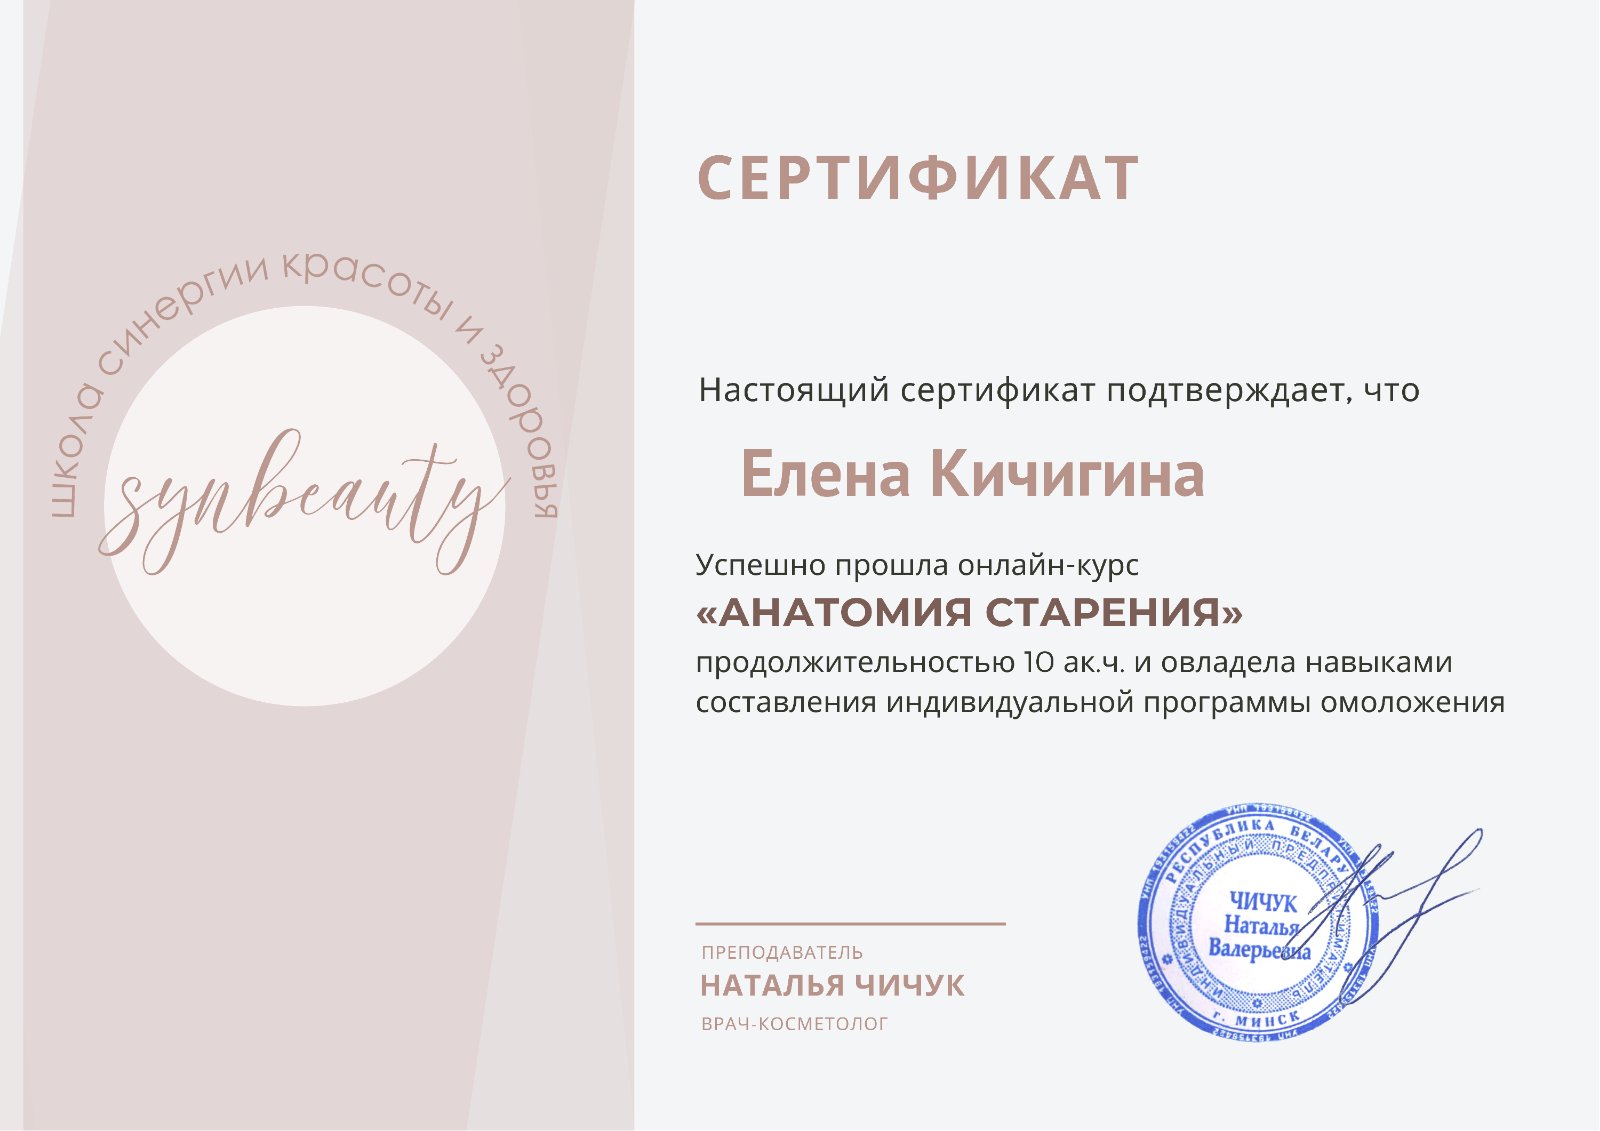 школа синергии красоты и здоровья
synbeauty
СЕРТИФИКАТ
Настоящий сертификат подтверждает, что
Елена Кичигина
Успешно прошла онлайн-курс
«АНАТОМИЯ СТАРЕНИЯ»
продолжительностью 10 ак.ч. и овладела навыками
составления индивидуальной программы омоложения
ПРЕПОДАВАТЕЛЬ
НАТАЛЬЯ ЧИЧУК
ВРАЧ-КОСМЕТОЛОГ
РЕСПУБЛИКА БЕЛАРУСЬ
ИНДИВИДУАЛЬНЫЙ ПРЕДПРИНИМАТЕЛЬ
ЧИЧУК
Наталья
Валерьевна
г. МИНСК